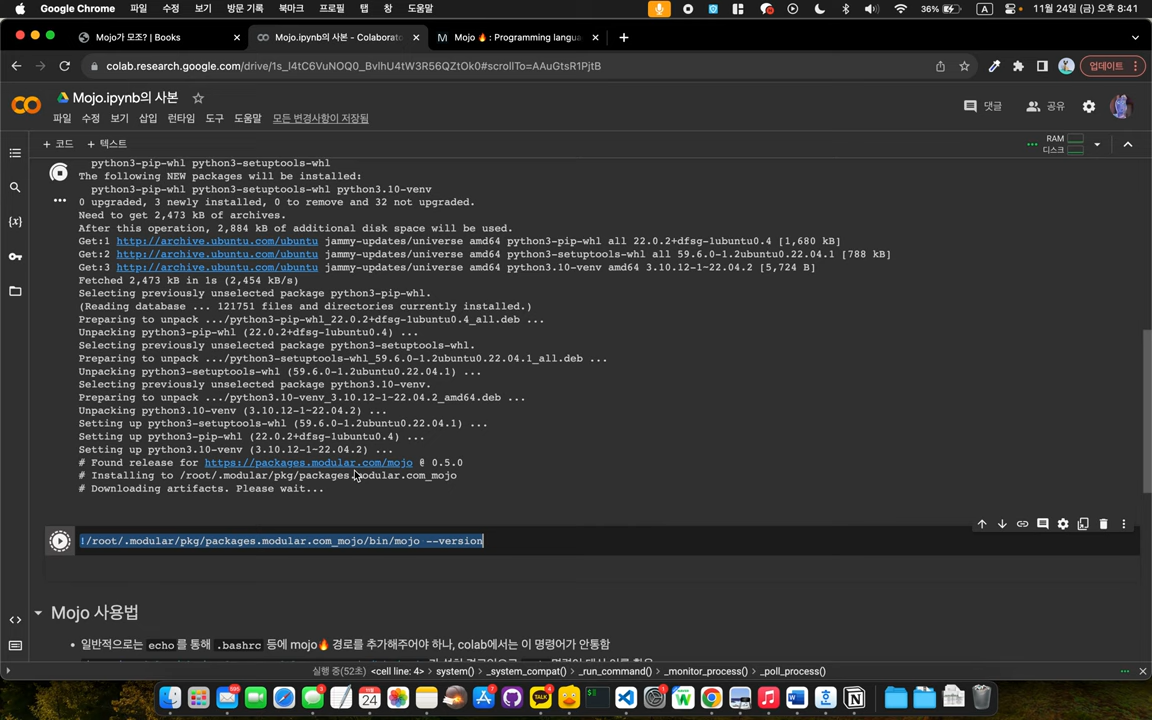 Google Chrome 파일 수정 보기 방문 기록 북마크 프로필 탭 창 도움말 36% A 11월 24일 (금) 오후 8:41
Mojo가 모조? | Books
Mojo.ipynb의 사본 - Colaborato
Mojo 🔥 : Programming langua
colab.research.google.com/drive/1s_l4tC6VuNOQ0_BvlhU4tW3R56QZtOk0#scrollTo=AAuGtsR1PjtB
업데이트
Mojo.ipynb의 사본
댓글
공유
파일 수정 보기 삽입 런타임 도구 도움말 모든 변경사항이 저장됨
+ 코드 + 텍스트
RAM
디스크
python3-pip-whl python3-setuptools-whl
The following NEW packages will be installed:
python3-pip-whl python3-setuptools-whl python3.10-venv
0 upgraded, 3 newly installed, 0 to remove and 32 not upgraded.
Need to get 2,473 kB of archives.
After this operation, 2,884 kB of additional disk space will be used.
Get:1 http://archive.ubuntu.com/ubuntu jammy-updates/universe amd64 python3-pip-whl all 22.0.2+dfsg-1ubuntu0.4 [1,680 kB]
Get:2 http://archive.ubuntu.com/ubuntu jammy-updates/universe amd64 python3-setuptools-whl all 59.6.0-1.2ubuntu0.22.04.1 [788 kB]
Get:3 http://archive.ubuntu.com/ubuntu jammy-updates/universe amd64 python3.10-venv amd64 3.10.12-1~22.04.2 [5,724 B]
Fetched 2,473 kB in 1s (2,454 kB/s)
Selecting previously unselected package python3-pip-whl.
(Reading database ... 121751 files and directories currently installed.)
Preparing to unpack .../python3-pip-whl_22.0.2+dfsg-1ubuntu0.4_all.deb ...
Unpacking python3-pip-whl (22.0.2+dfsg-1ubuntu0.4) ...
Selecting previously unselected package python3-setuptools-whl.
Preparing to unpack .../python3-setuptools-whl_59.6.0-1.2ubuntu0.22.04.1_all.deb ...
Unpacking python3-setuptools-whl (59.6.0-1.2ubuntu0.22.04.1) ...
Selecting previously unselected package python3.10-venv.
Preparing to unpack .../python3.10-venv_3.10.12-1~22.04.2_amd64.deb ...
Unpacking python3.10-venv (3.10.12-1~22.04.2) ...
Setting up python3-setuptools-whl (59.6.0-1.2ubuntu0.22.04.1) ...
Setting up python3-pip-whl (22.0.2+dfsg-1ubuntu0.4) ...
Setting up python3.10-venv (3.10.12-1~22.04.2) ...
# Found release for https://packages.modular.com/mojo @ 0.5.0
# Installing to /root/.modular/pkg/packages.modular.com_mojo
# Downloading artifacts. Please wait...
!/root/.modular/pkg/packages.modular.com_mojo/bin/mojo --version
Mojo 사용법
• 일반적으로는 echo 를 통해 .bashrc 등에 mojo🔥 경로를 추가해주어야 하나, colab에서는 이 명령어가 안통함
실행 중(52초) <cell line: 4> > system() > _system_compat() > _run_command() > _monitor_process() > _poll_process()